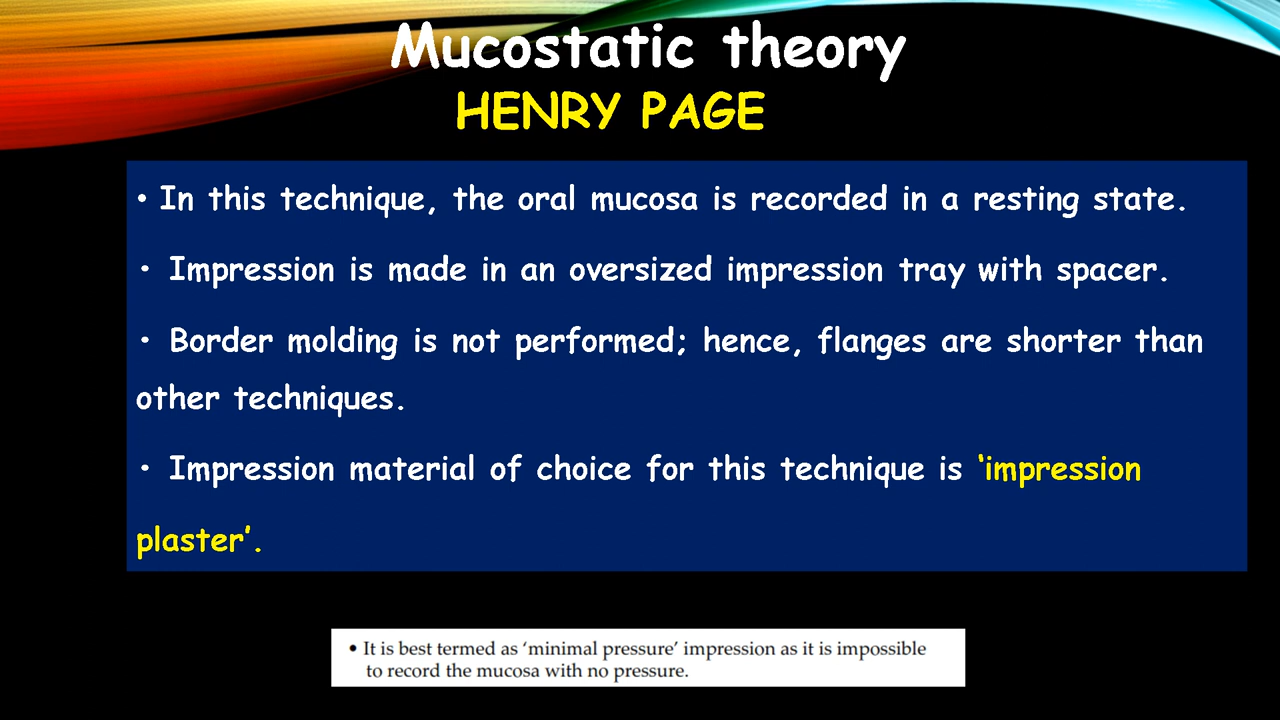 Mucostatic theory
HENRY PAGE
• In this technique, the oral mucosa is recorded in a resting state.
• Impression is made in an oversized impression tray with spacer.
• Border molding is not performed; hence, flanges are shorter than
other techniques.
• Impression material of choice for this technique is ‘impression
plaster’.
• It is best termed as ‘minimal pressure’ impression as it is impossible
to record the mucosa with no pressure.